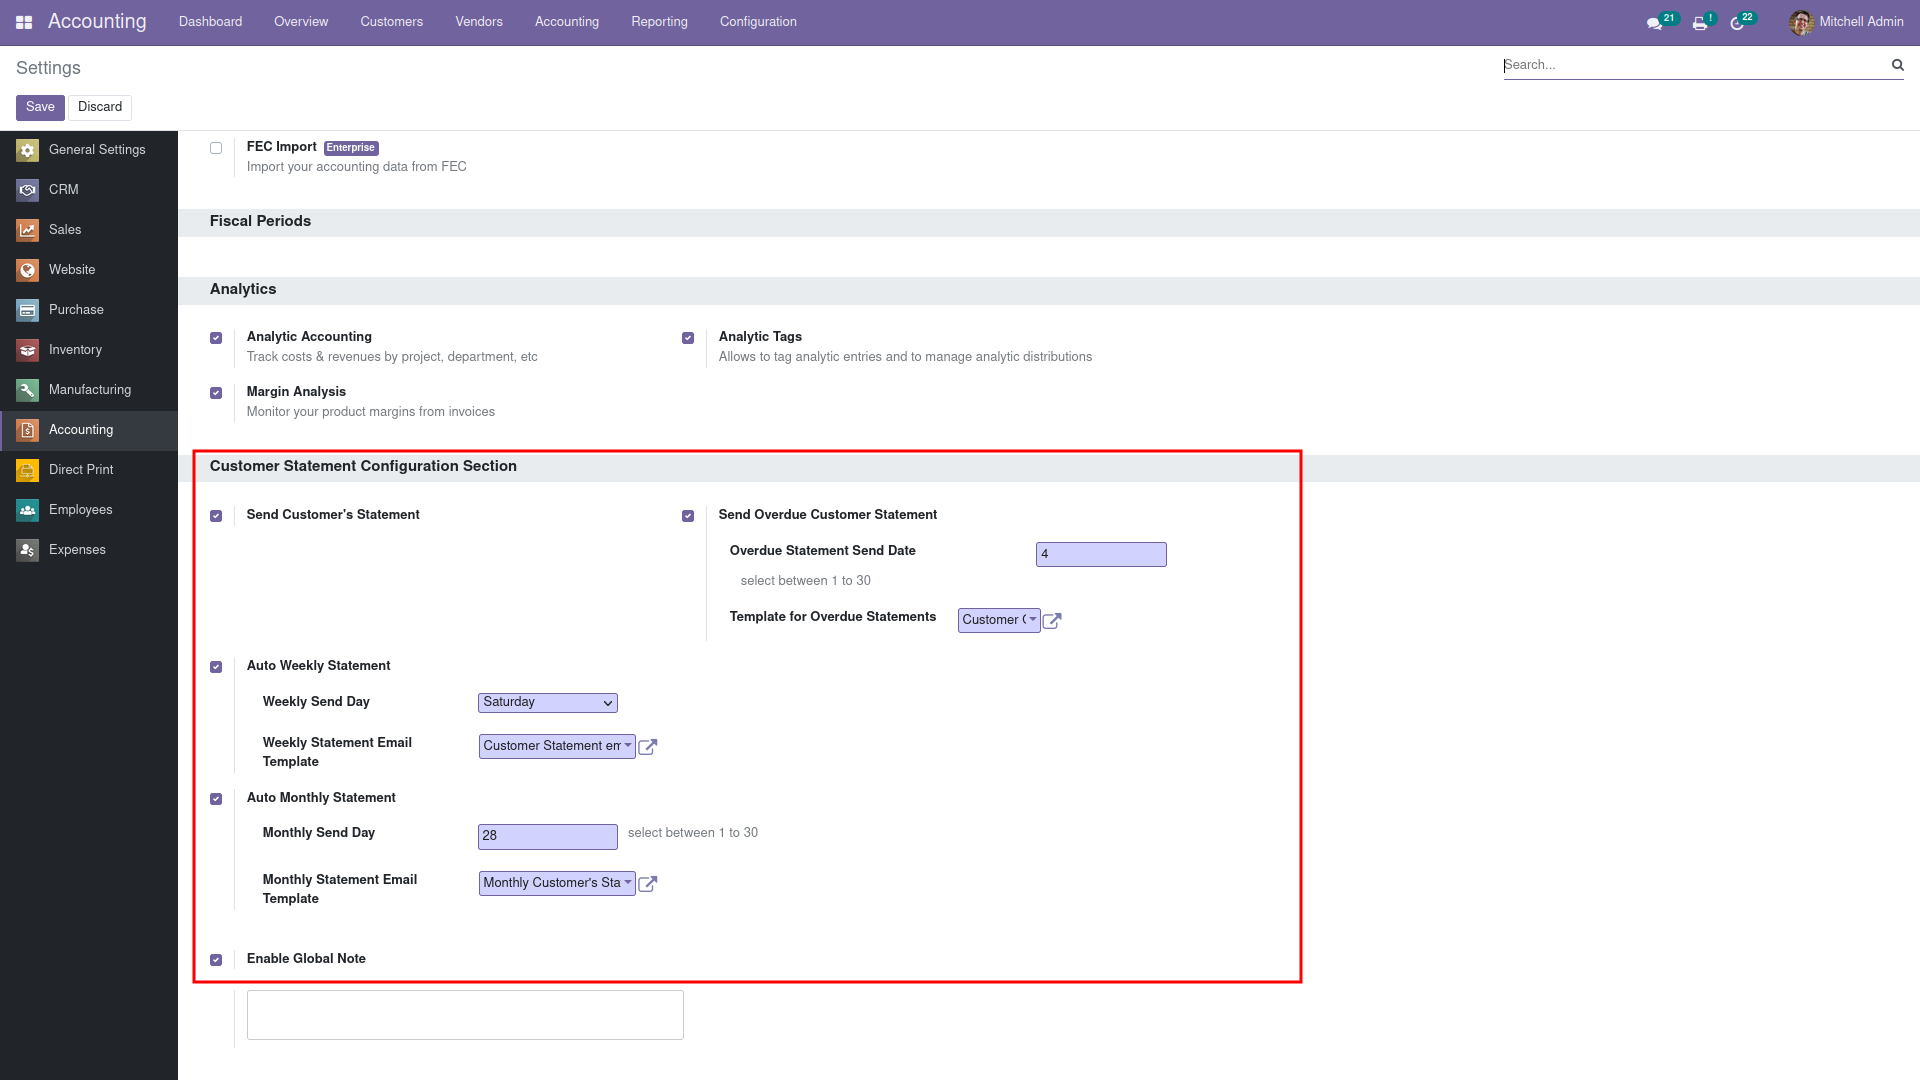 Accounting Dashboard Overview Customers Vendors Accounting Reporting Configuration 21 ! 22 Mitchell Admin
Settings
Search...
Save Discard
General Settings
CRM
Sales
Website
Purchase
Inventory
Manufacturing
Accounting
Direct Print
Employees
Expenses
FEC Import Enterprise
Import your accounting data from FEC
Fiscal Periods
Analytics
Analytic Accounting
Track costs & revenues by project, department, etc
Analytic Tags
Allows to tag analytic entries and to manage analytic distributions
Margin Analysis
Monitor your product margins from invoices
Customer Statement Configuration Section
Send Customer's Statement
Send Overdue Customer Statement
Overdue Statement Send Date 4
select between 1 to 30
Template for Overdue Statements Customer
Auto Weekly Statement
Weekly Send Day Saturday
Weekly Statement Email
Template
Customer Statement em
Auto Monthly Statement
Monthly Send Day 28 select between 1 to 30
Monthly Statement Email
Template
Monthly Customer's Sta
Enable Global Note